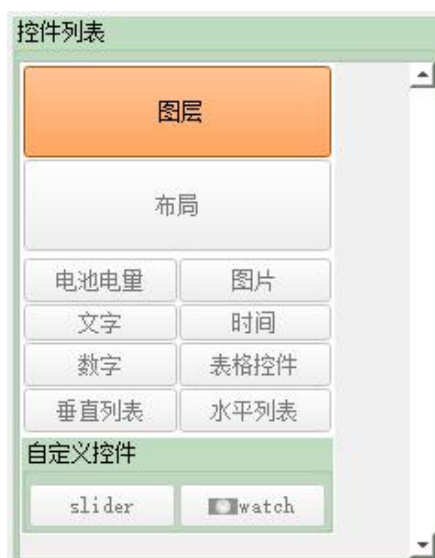 控件列表
图层
布局
电池电量 图片
文字 时间
数字 表格控件
垂直列表 水平列表
自定义控件
slider watch